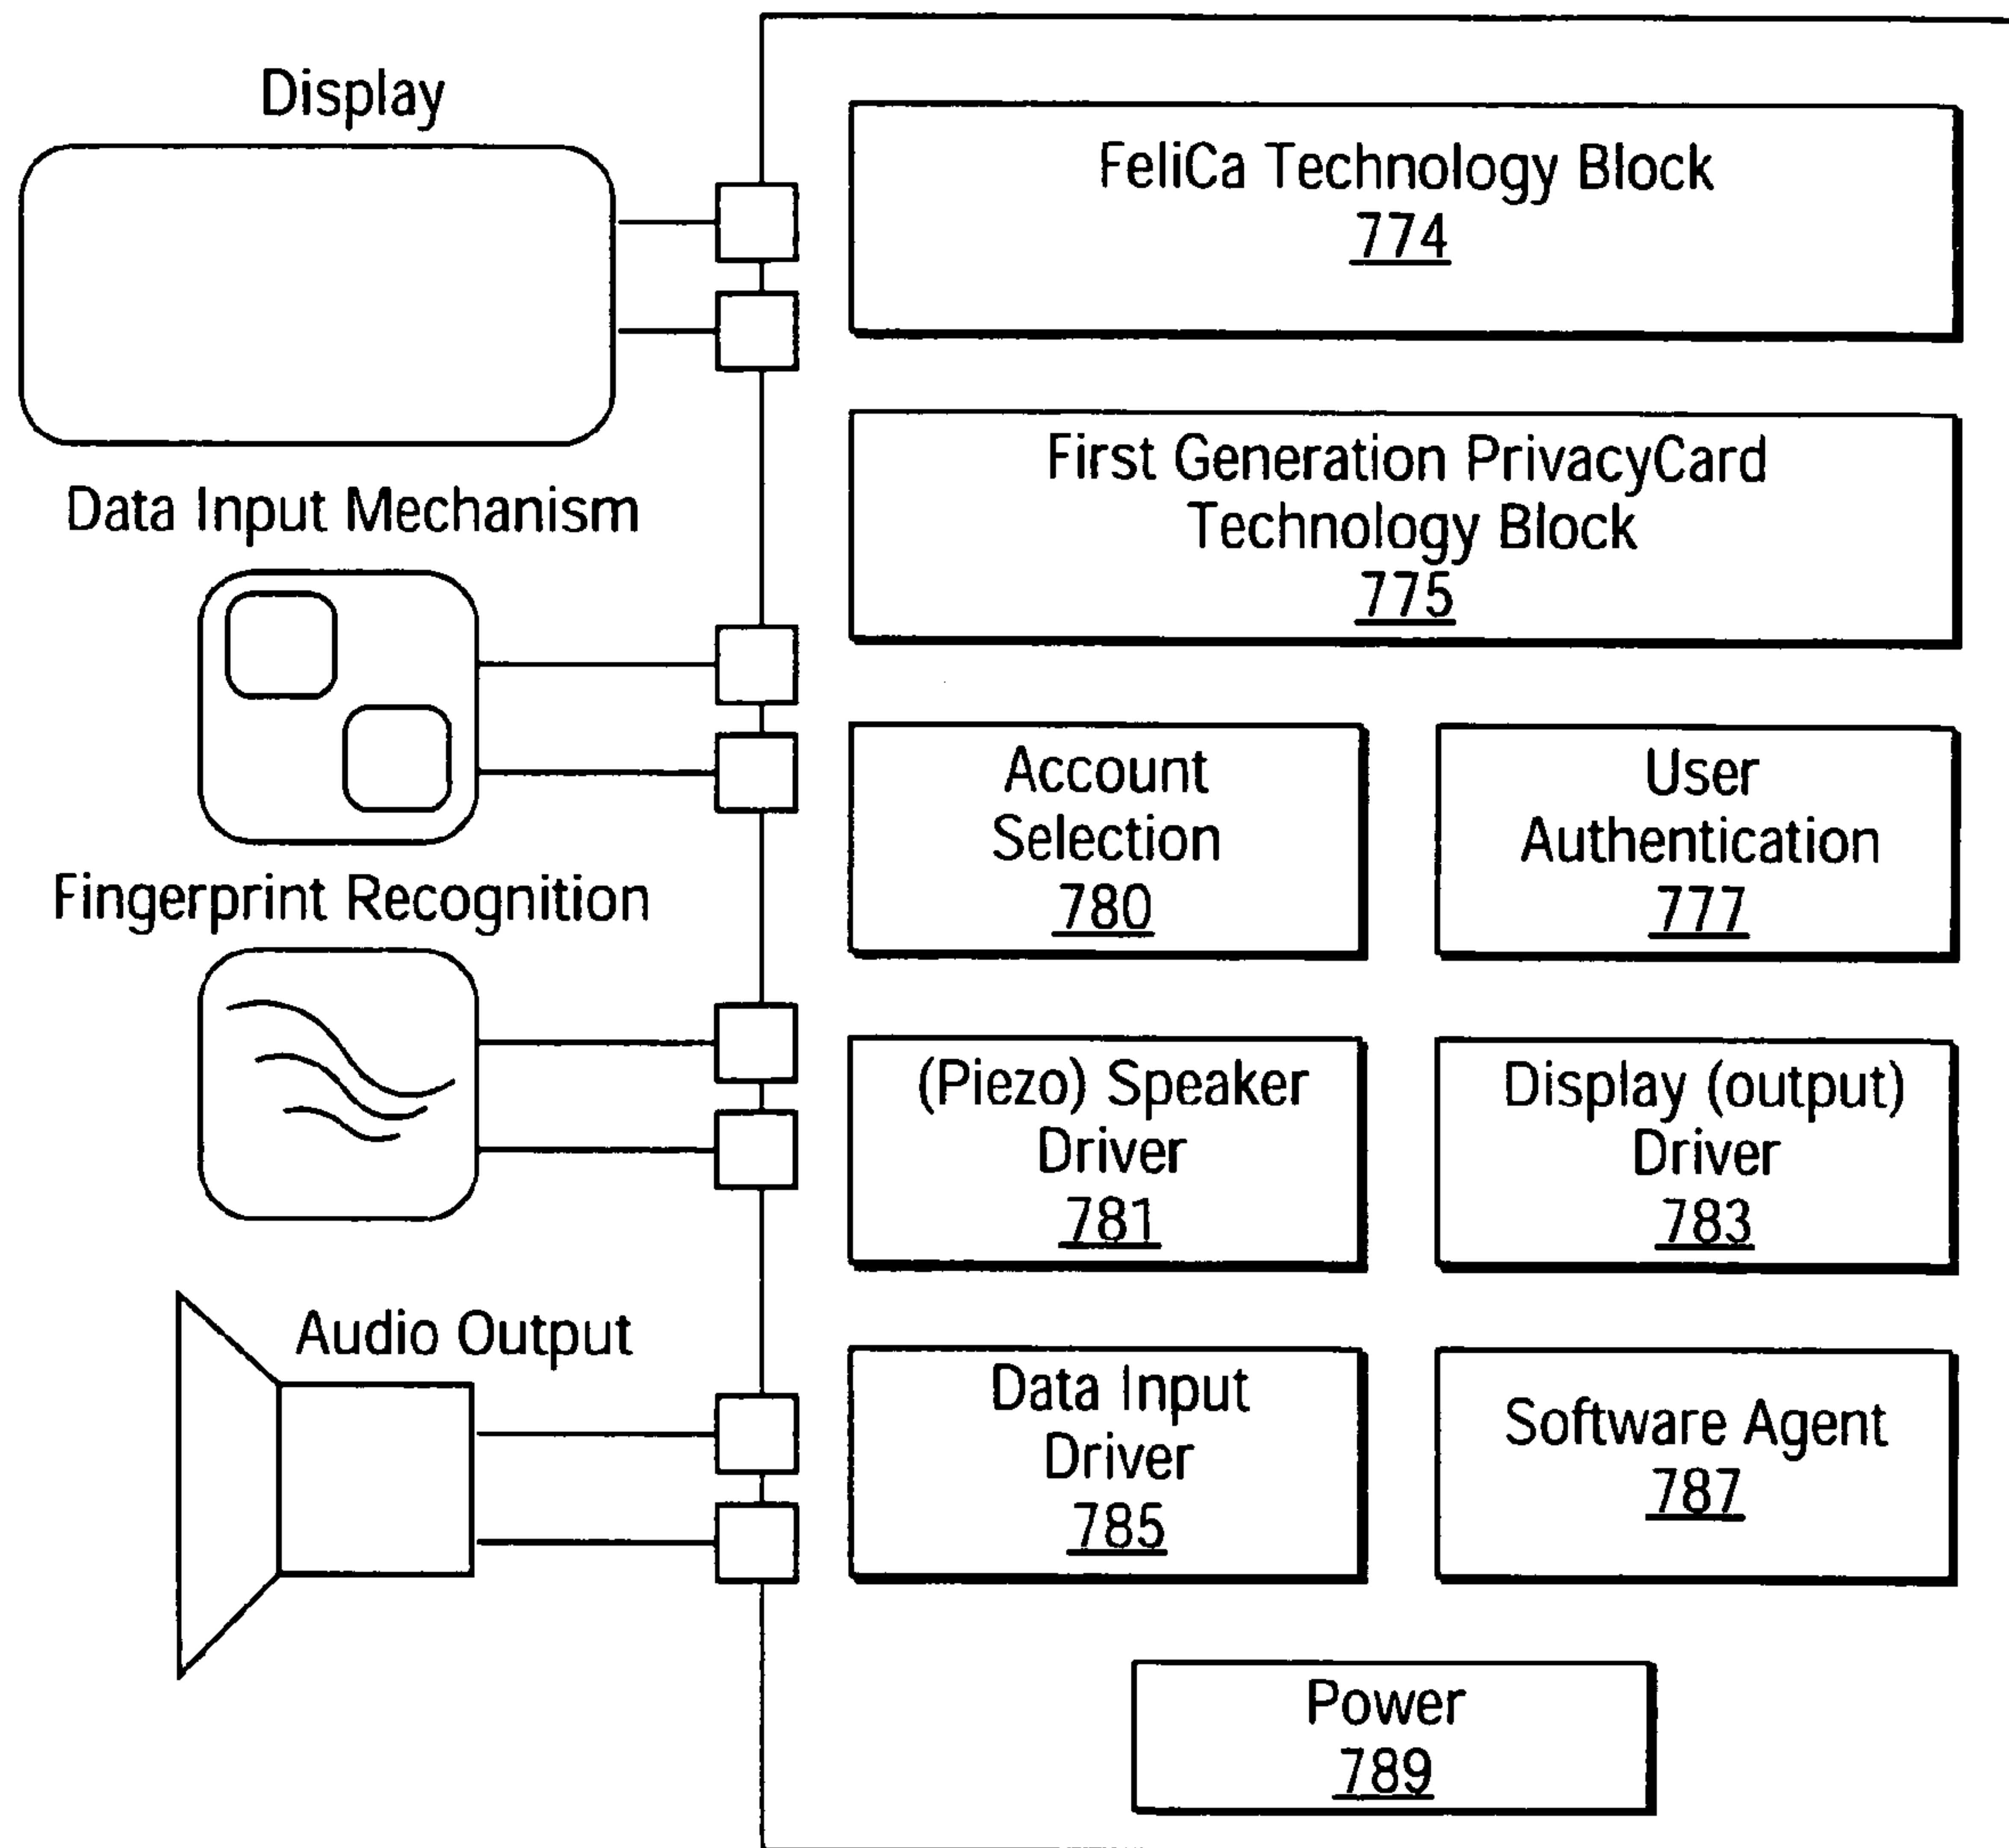 Display
FeliCa Technology Block
774
First Generation PrivacyCard
Technology Block
775
Data Input Mechanism
Account
Selection
780
User
Authentication
777
Fingerprint Recognition
(Piezo) Speaker
Driver
781
Display (output)
Driver
783
Audio Output
Data Input
Driver
785
Software Agent
787
Power
789